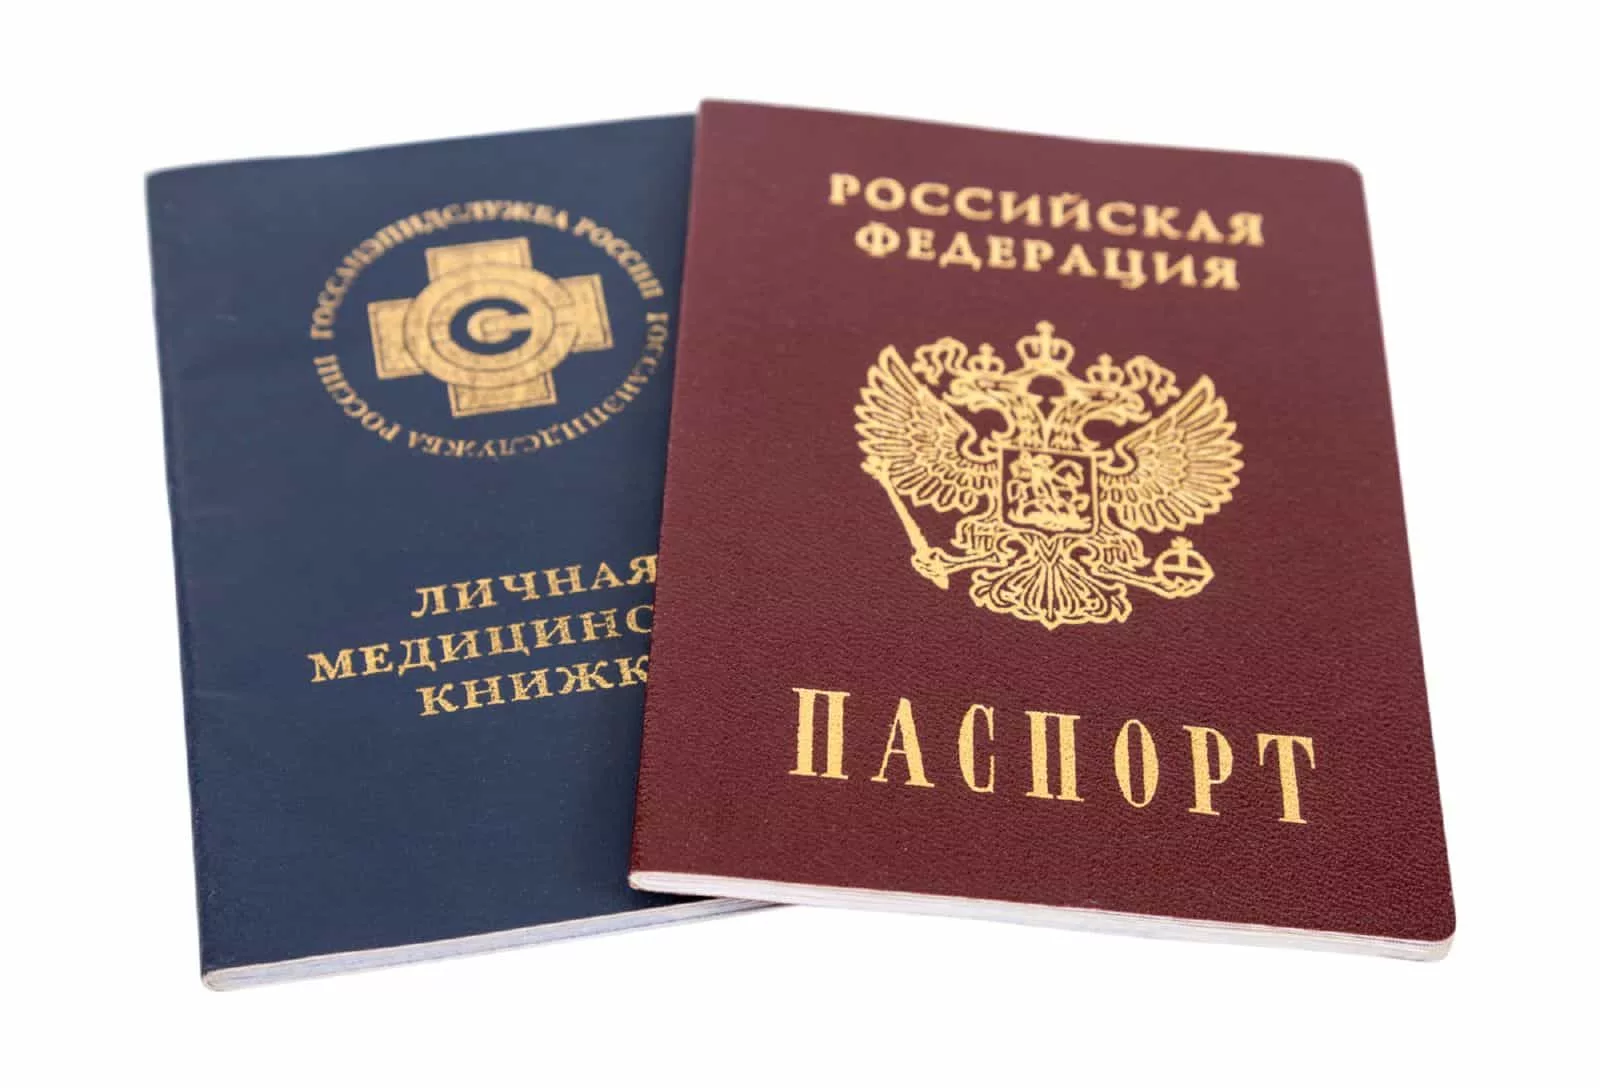 ГОССАНЭПИДСЛУЖБА РОССИИ ГОССАНЭПИДСЛУЖБА РОССИИ
ЛИЧНАЯ
МЕДИЦИНС
КНИЖК
РОССИЙСКАЯ
ФЕДЕРАЦИЯ
ПАСПОРТ